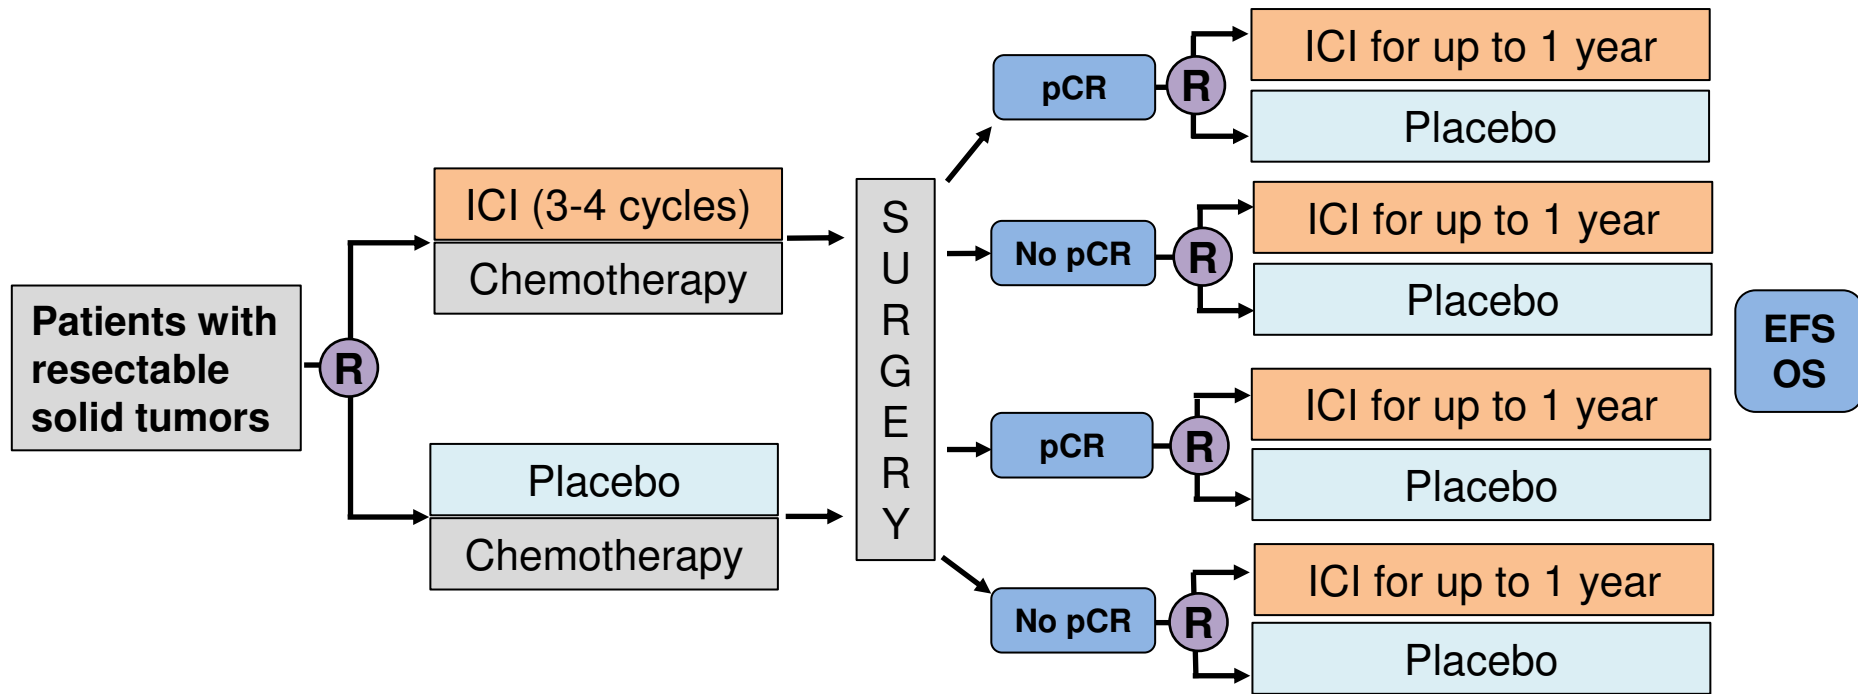 Patients with
resectable
solid tumors
R
ICI (3-4 cycles)
Chemotherapy
Placebo
Chemotherapy
S
U
R
G
E
R
Y
pCR
R
ICI for up to 1 year
Placebo
No pCR
R
ICI for up to 1 year
Placebo
pCR
R
ICI for up to 1 year
Placebo
No pCR
R
ICI for up to 1 year
Placebo
EFS
OS